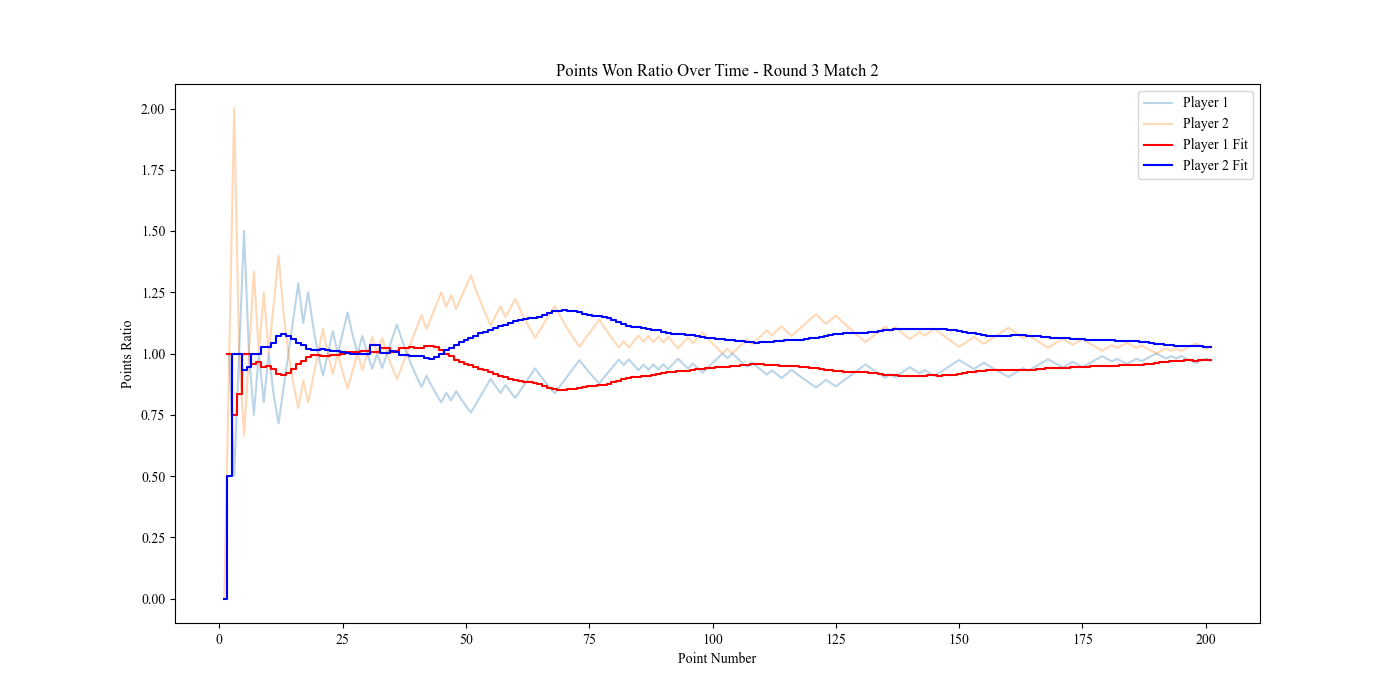 Points Won Ratio Over Time - Round 3 Match 2
Player 1
Player 2
Player 1 Fit
Player 2 Fit
Points Ratio
2.00
1.75
1.50
1.25
1.00
0.75
0.50
0.25
0.00
0 25 50 75 100 125 150 175 200
Point Number